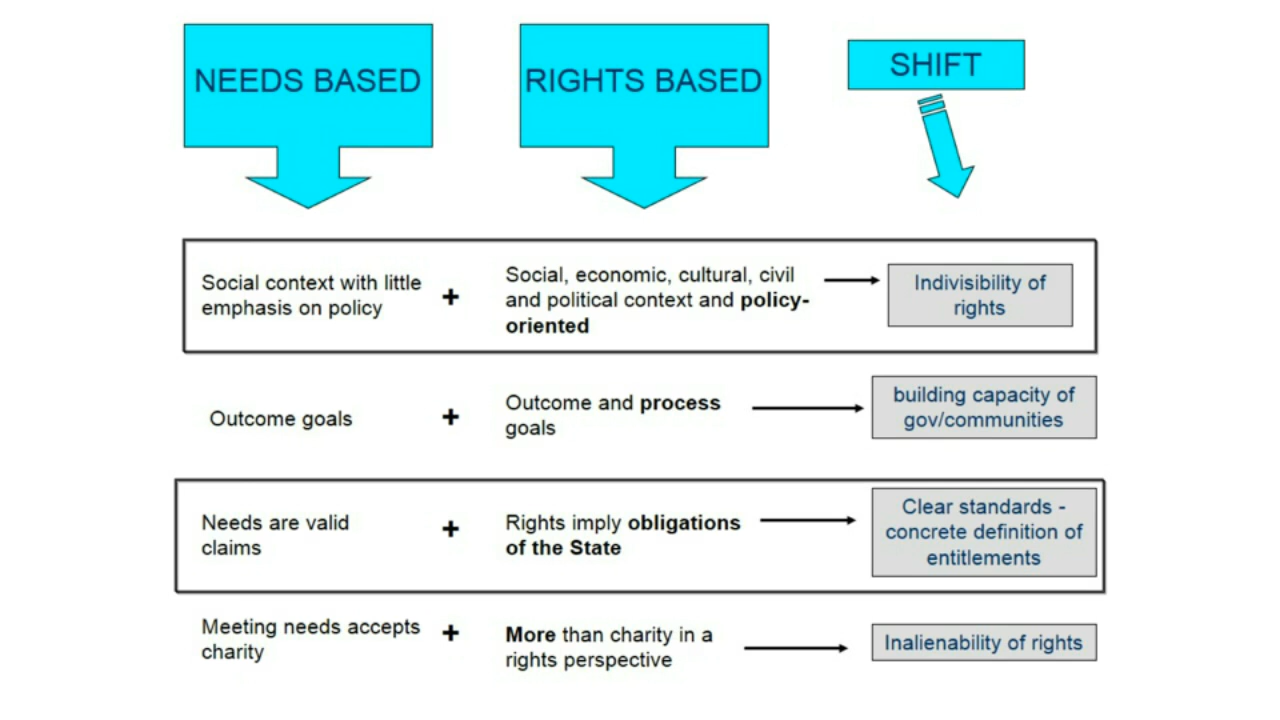 NEEDS BASED
RIGHTS BASED
SHIFT
Social context with little
emphasis on policy
+
Social, economic, cultural, civil
and political context and policy-
oriented
Indivisibility of
rights
Outcome goals
+
Outcome and process
goals
building capacity of
gov/communities
Needs are valid
claims
+
Rights imply obligations
of the State
Clear standards -
concrete definition of
entitlements
Meeting needs accepts
charity
+
More than charity in a
rights perspective
Inalienability of rights